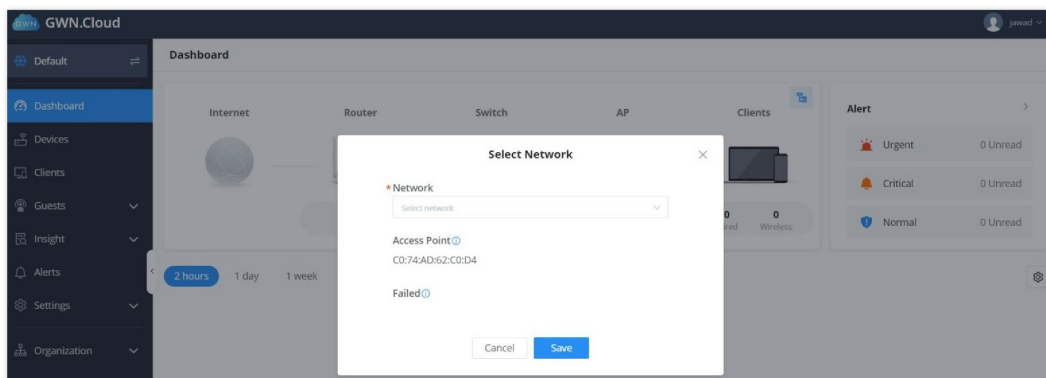 GWN GWN.Cloud
jawad
Default
Dashboard
Devices
Clients
Guests
Insight
Alerts
Settings
Organization
Dashboard
Internet Router Switch AP Clients
0 0
Wireless
2 hours 1 day 1 week
Select Network
*Network
Select network
Access Point
C0:74:AD:62:C0:D4
Failed
Cancel Save
Alert
Urgent 0 Unread
Critical 0 Unread
Normal 0 Unread